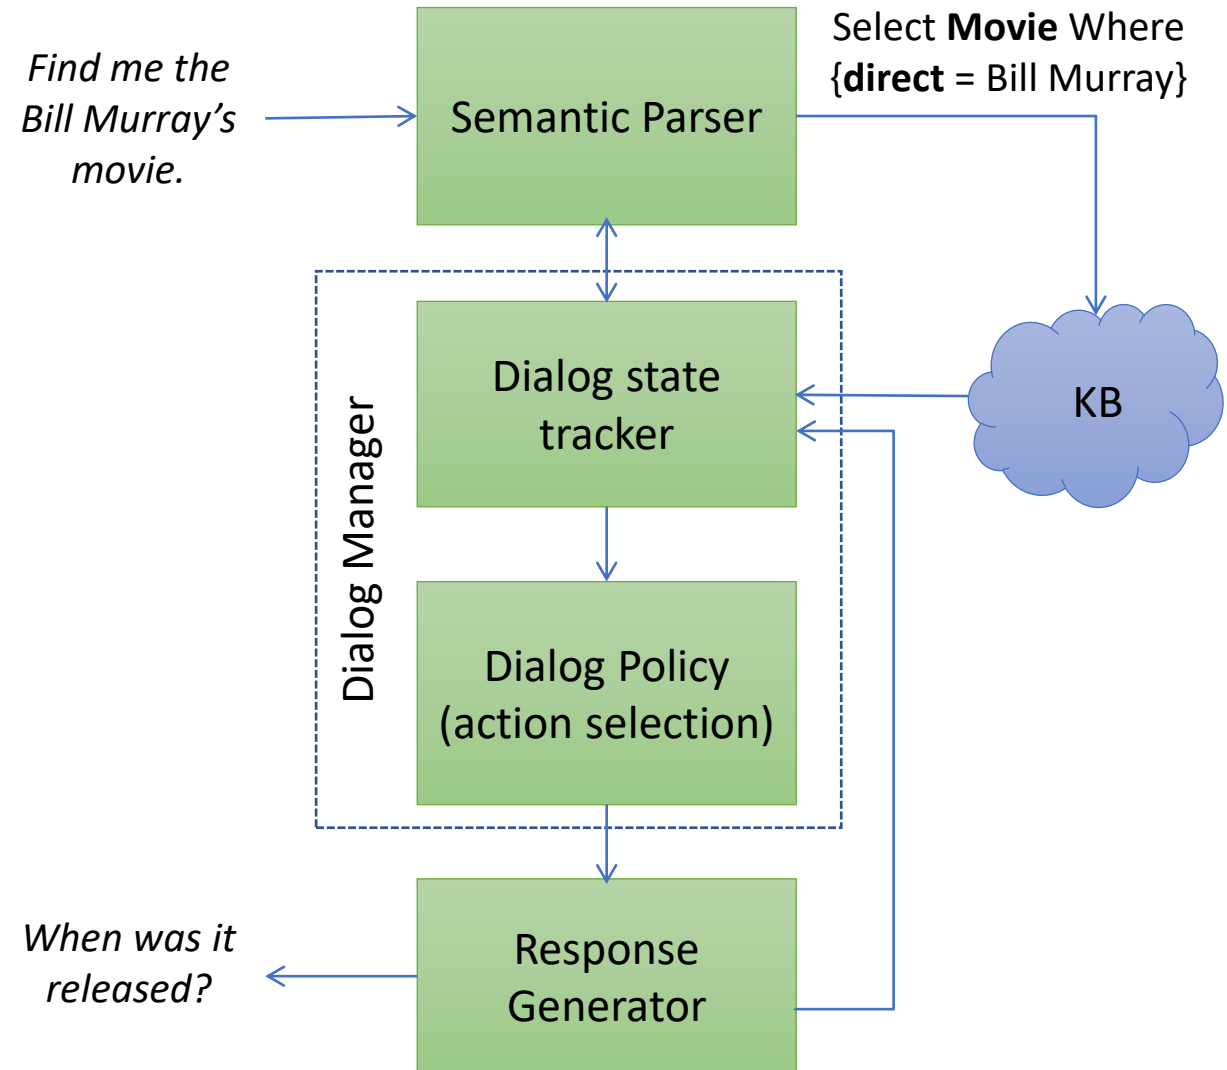 Find me the
Bill Murray’s
movie.
Semantic Parser
Select Movie Where
{direct = Bill Murray}
Dialog Manager
Dialog state
tracker
KB
Dialog Policy
(action selection)
When was it
released?
Response
Generator